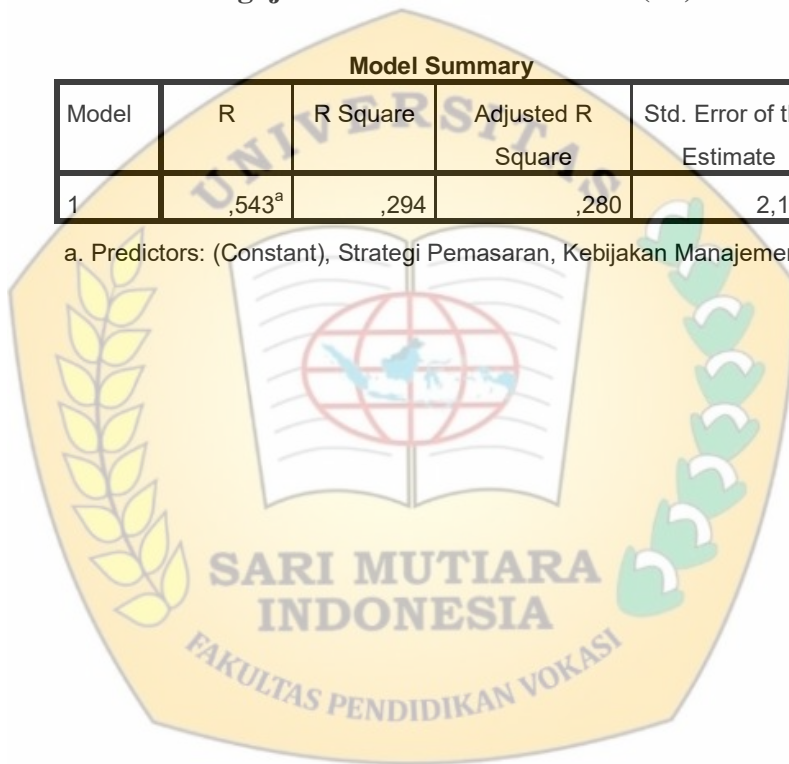 Model Summary
Model R R Square Adjusted R Square Std. Error of
Estimate
1 ,543a ,294 ,280 2,1
a. Predictors: (Constant), Strategi Pemasaran, Kebijakan
UNIVERSITAS
SARI MUTIARA
INDONESIA
FAKULTAS PENDIDIKAN VOKASI